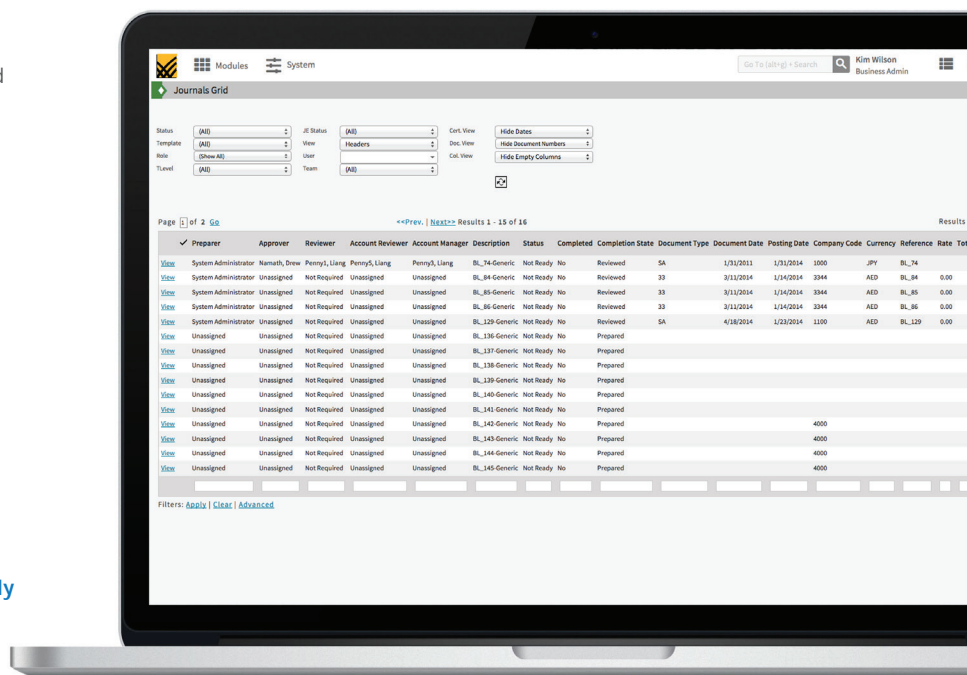 d
Modules System Go To (alt+g) + Search Kim Wilson
Business Admin
Journals Grid
Status (All) JE Status (All) Cert. View Hide Dates
Template (All) View Headers Doc. View Hide Document Numbers
Role (Show All) User Col. View Hide Empty Columns
TLevel (All) Team (All)
Page 1 of 2 Go <<Prev. | Next>> Results 1 - 15 of 16 Results
✓ Preparer Approver Reviewer Account Reviewer Account Manager Description Status Completed Completion State Document Type Document Date Posting Date Company Code Currency Reference Rate Tot
View System Administrator Namath, Drew Penny1, Liang Penny5, Liang Penny3, Liang BL_74-Generic Not Ready No Reviewed SA 1/31/2011 1/31/2014 1000 JPY BL_74
View System Administrator Unassigned Not Required Unassigned Unassigned BL_84-Generic Not Ready No Reviewed 33 3/11/2014 1/14/2014 3344 AED BL_84 0.00
View System Administrator Unassigned Not Required Unassigned Unassigned BL_85-Generic Not Ready No Reviewed 33 3/11/2014 1/14/2014 3344 AED BL_85 0.00
View System Administrator Unassigned Not Required Unassigned Unassigned BL_86-Generic Not Ready No Reviewed 33 3/11/2014 1/14/2014 3344 AED BL_86 0.00
View System Administrator Unassigned Not Required Unassigned Unassigned BL_129-Generic Not Ready No Reviewed SA 4/18/2014 1/23/2014 1100 AED BL_129 0.00
View Unassigned Unassigned Not Required Unassigned Unassigned BL_136-Generic Not Ready No Prepared
View Unassigned Unassigned Not Required Unassigned Unassigned BL_137-Generic Not Ready No Prepared
View Unassigned Unassigned Not Required Unassigned Unassigned BL_138-Generic Not Ready No Prepared
View Unassigned Unassigned Not Required Unassigned Unassigned BL_139-Generic Not Ready No Prepared
View Unassigned Unassigned Not Required Unassigned Unassigned BL_140-Generic Not Ready No Prepared
View Unassigned Unassigned Not Required Unassigned Unassigned BL_141-Generic Not Ready No Prepared
View Unassigned Unassigned Not Required Unassigned Unassigned BL_142-Generic Not Ready No Prepared 4000
View Unassigned Unassigned Not Required Unassigned Unassigned BL_143-Generic Not Ready No Prepared 4000
View Unassigned Unassigned Not Required Unassigned Unassigned BL_144-Generic Not Ready No Prepared 4000
View Unassigned Unassigned Not Required Unassigned Unassigned BL_145-Generic Not Ready No Prepared 4000
Filters: Apply | Clear | Advanced
ly